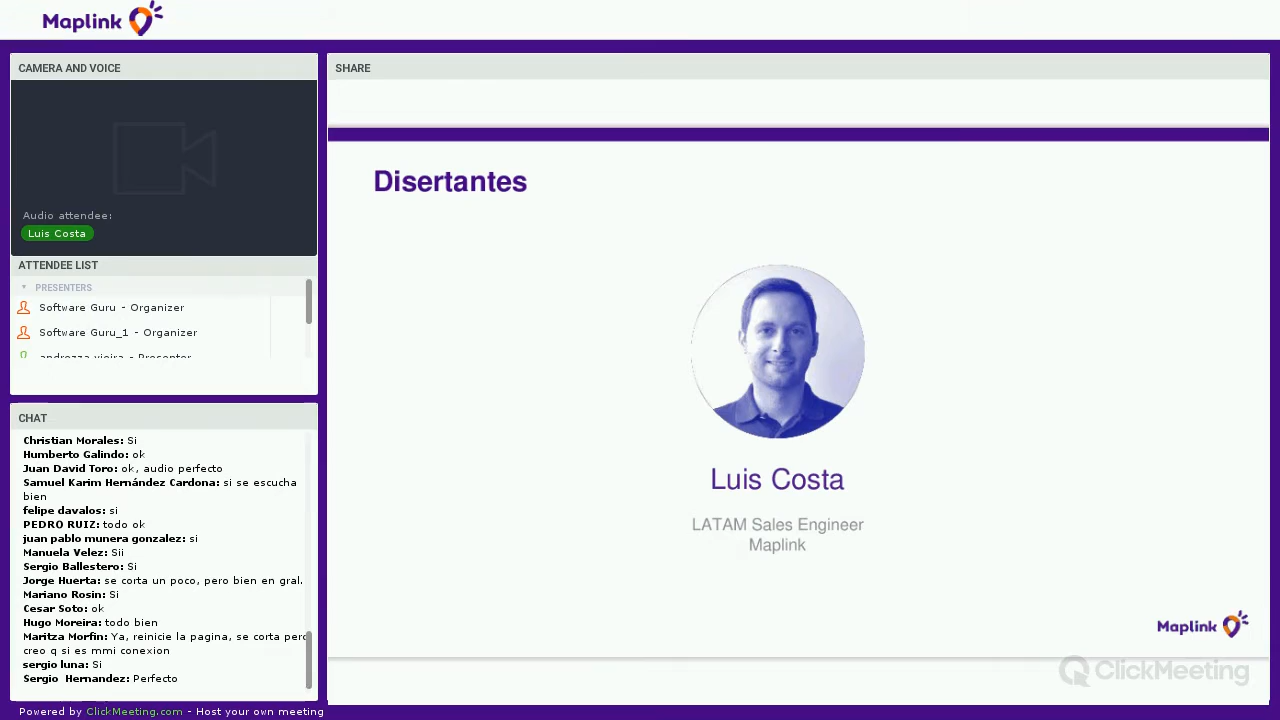 Maplink
CAMERA AND VOICE
Audio attendee:
Luis Costa
ATTENDEE LIST
PRESENTERS
Software Guru - Organizer
Software Guru_1 - Organizer
andrezza vieira - Presenter
CHAT
Christian Morales: Si
Humberto Galindo: ok
Juan David Toro: ok, audio perfecto
Samuel Karim Hernández Cardona: si se escucha
bien
felipe davalos: si
PEDRO RUIZ: todo ok
juan pablo munera gonzalez: si
Manuela Velez: Sii
Sergio Ballestero: Si
Jorge Huerta: se corta un poco, pero bien en gral.
Mariano Rosin: Si
Cesar Soto: ok
Hugo Moreira: todo bien
Maritza Morfin: Ya, reinicie la pagina, se corta pero
creo q si es mmi conexion
sergio luna: Si
Sergio Hernandez: Perfecto
Powered by ClickMeeting.com - Host your own meeting
SHARE
Disertantes
Luis Costa
LATAM Sales Engineer
Maplink
Maplink
ClickMeeting